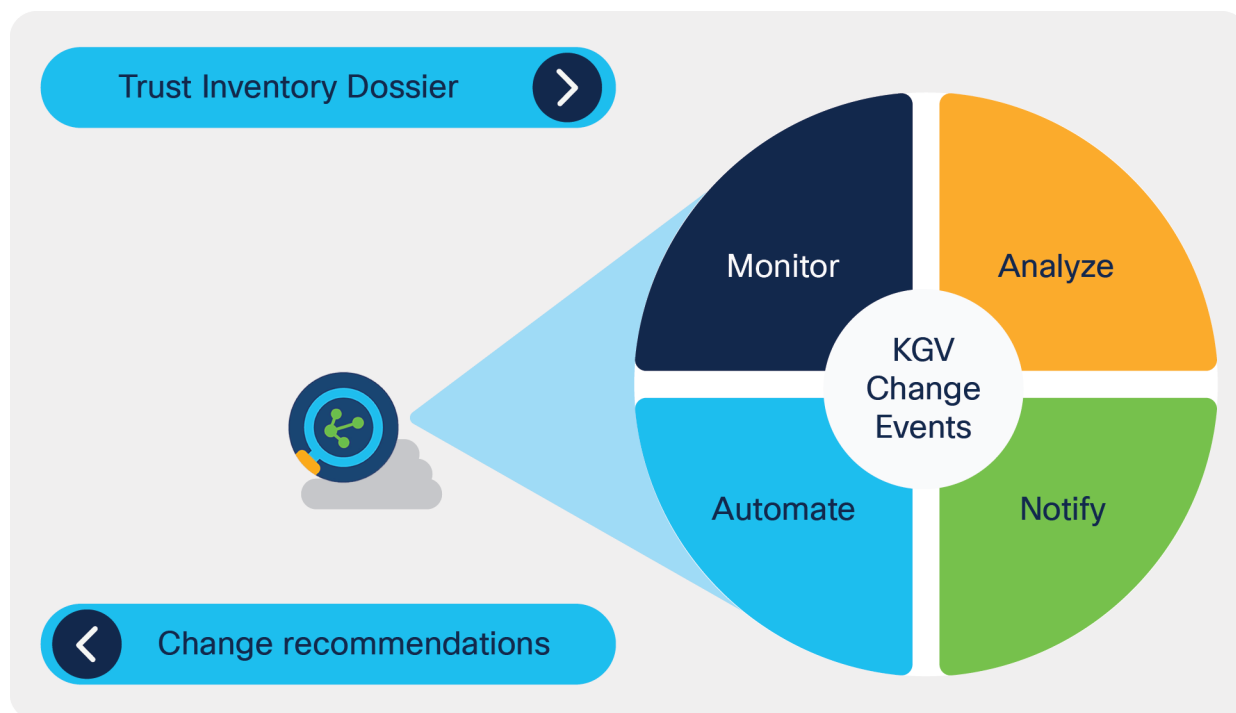 Trust Inventory Dossier
Monitor
Analyze
KGV
Change
Events
Automate
Notify
Change recommendations